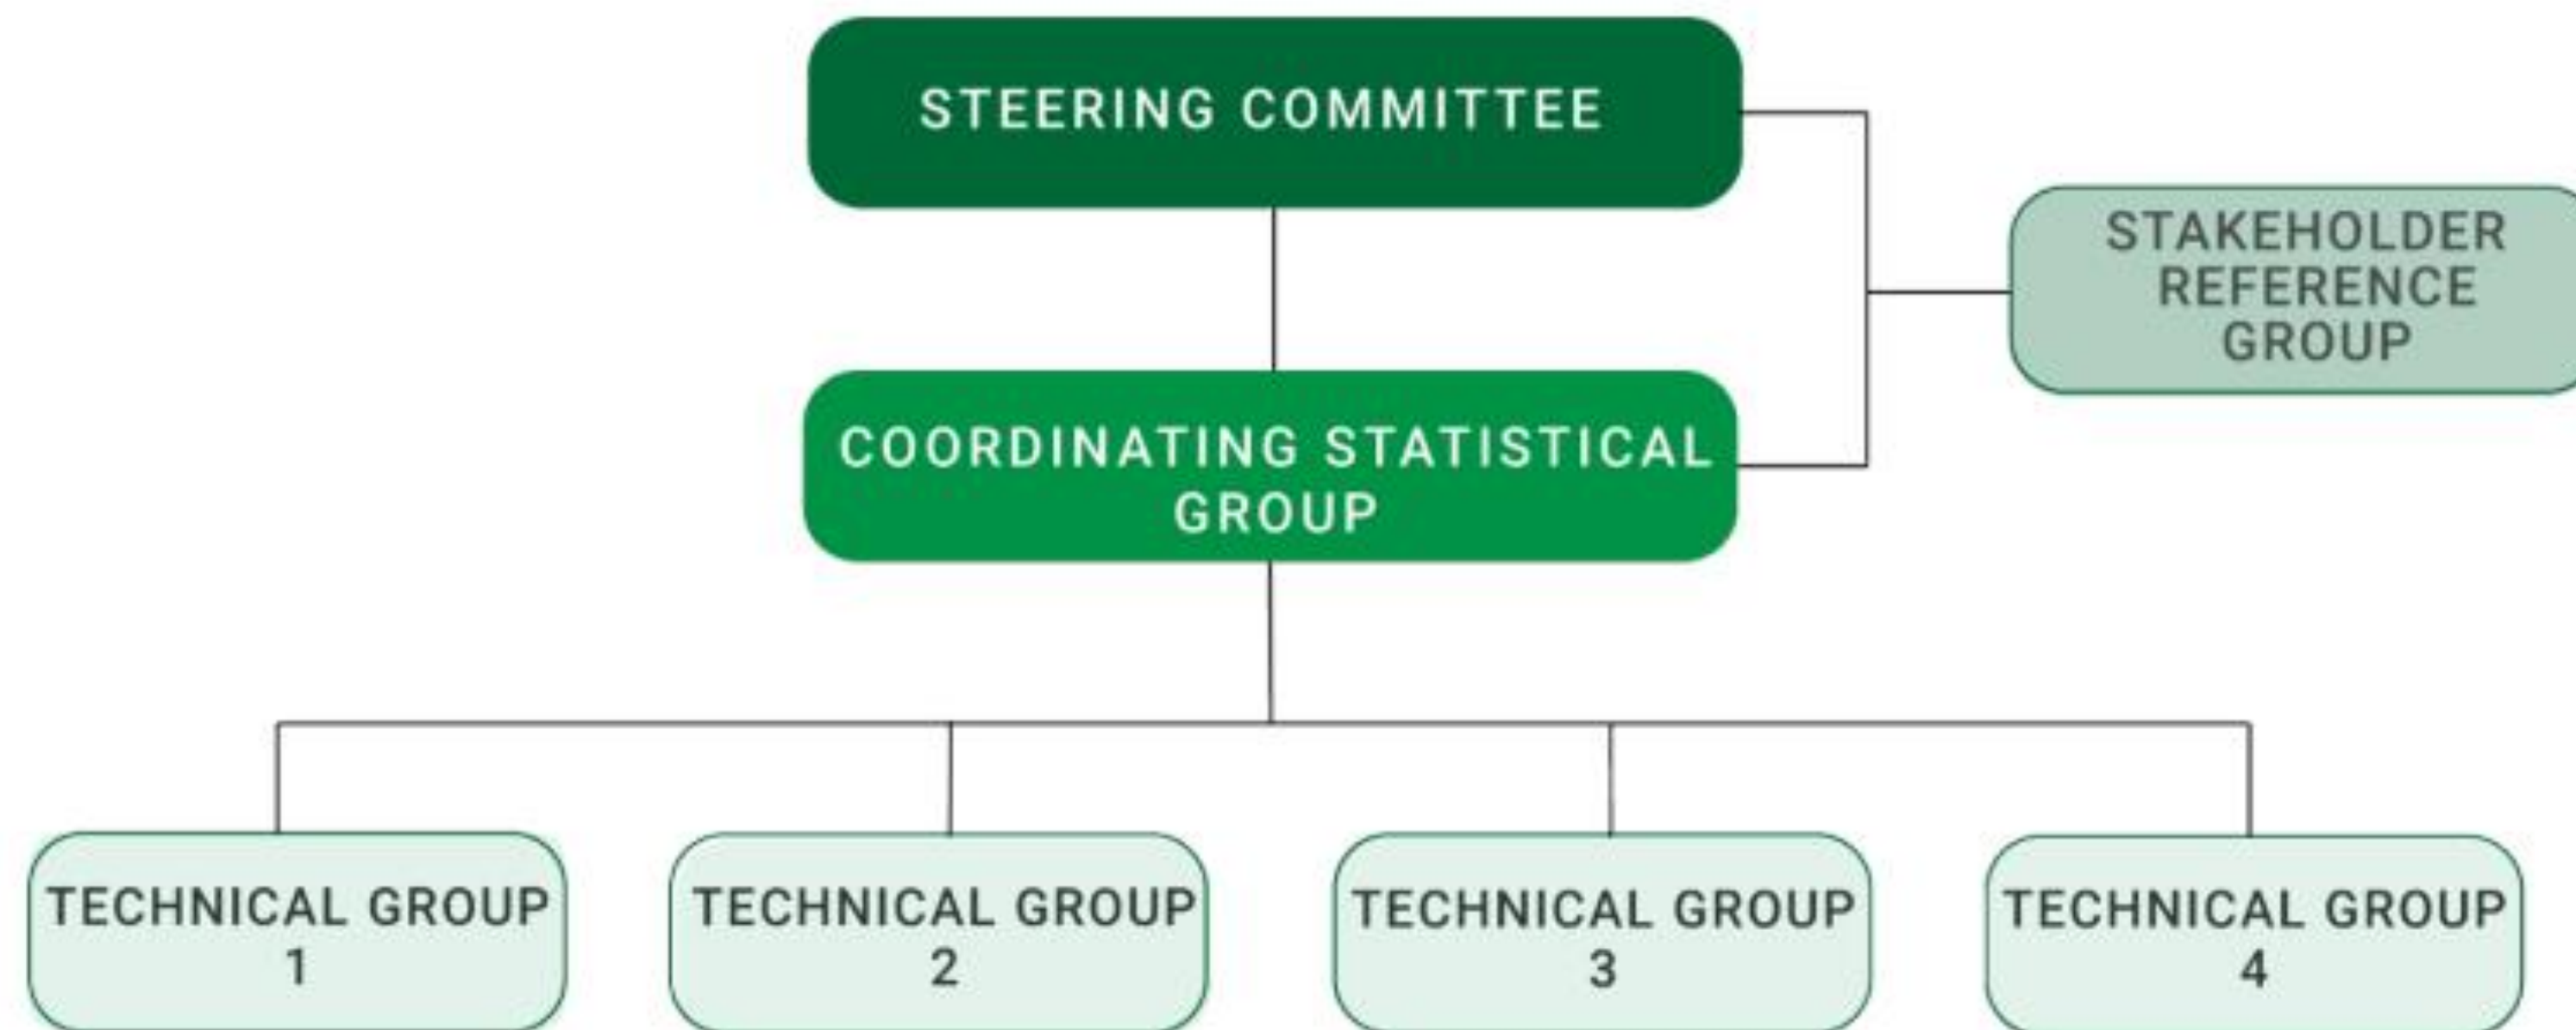 STEERING COMMITTEE
STAKEHOLDER
REFERENCE
GROUP
COORDINATING STATISTICAL
GROUP
TECHNICAL GROUP
1
TECHNICAL GROUP
2
TECHNICAL GROUP
3
TECHNICAL GROUP
4